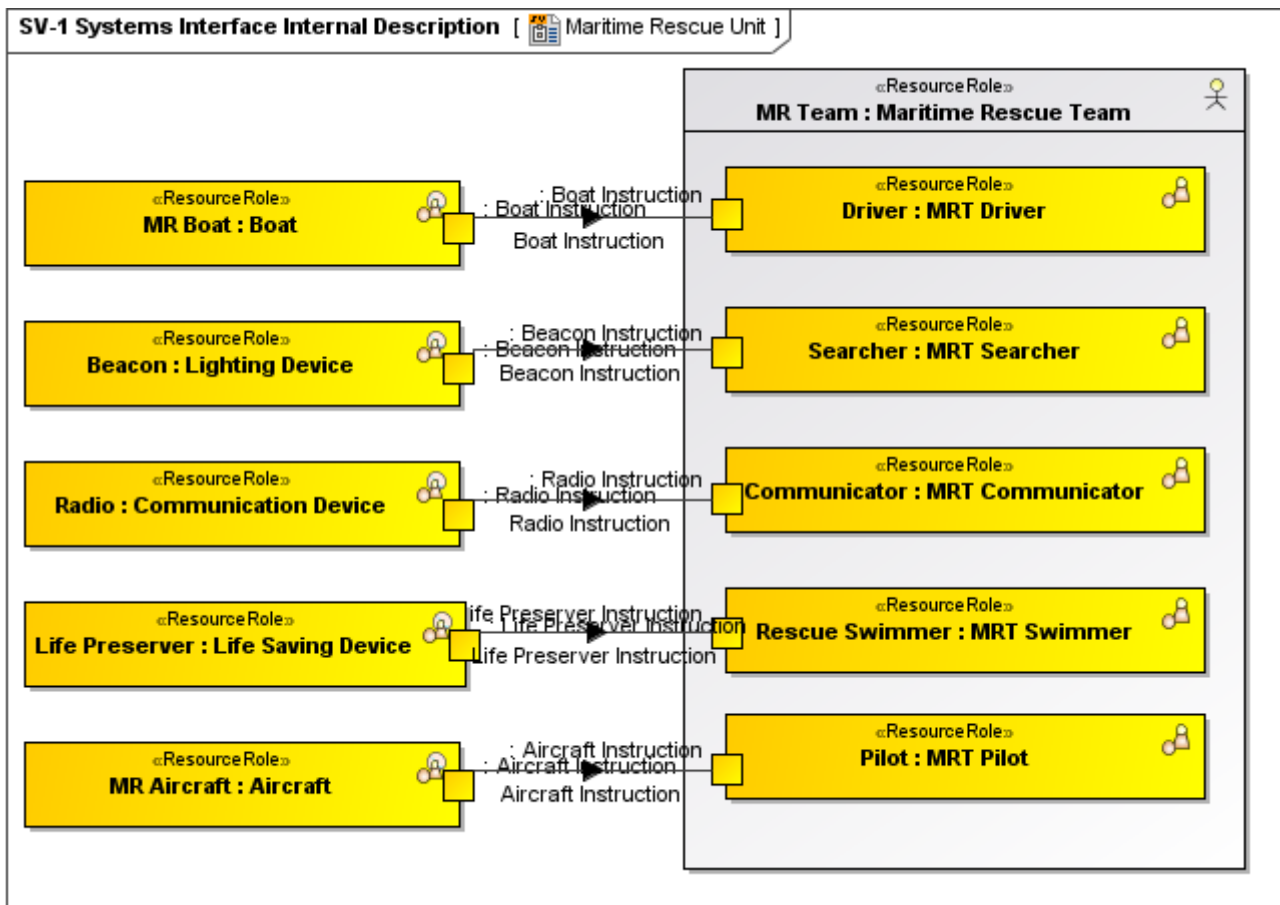 SV-1 Systems Interface Internal Description [ Maritime Rescue Unit ]
«ResourceRole»
MR Team : Maritime Rescue Team
«ResourceRole»
MR Boat : Boat
: Boat Instruction
: Boat Instruction
Boat Instruction
«ResourceRole»
Driver : MRT Driver
«ResourceRole»
Beacon : Lighting Device
: Beacon Instruction
: Beacon Instruction
Beacon Instruction
«ResourceRole»
Searcher : MRT Searcher
«ResourceRole»
Radio : Communication Device
: Radio Instruction
: Radio Instruction
Radio Instruction
«ResourceRole»
Communicator : MRT Communicator
«ResourceRole»
Life Preserver : Life Saving Device
ife Preserver Instruction
: Life Preserver Instruction
Life Preserver Instruction
«ResourceRole»
Rescue Swimmer : MRT Swimmer
«ResourceRole»
MR Aircraft : Aircraft
: Aircraft Instruction
: Aircraft Instruction
Aircraft Instruction
«ResourceRole»
Pilot : MRT Pilot